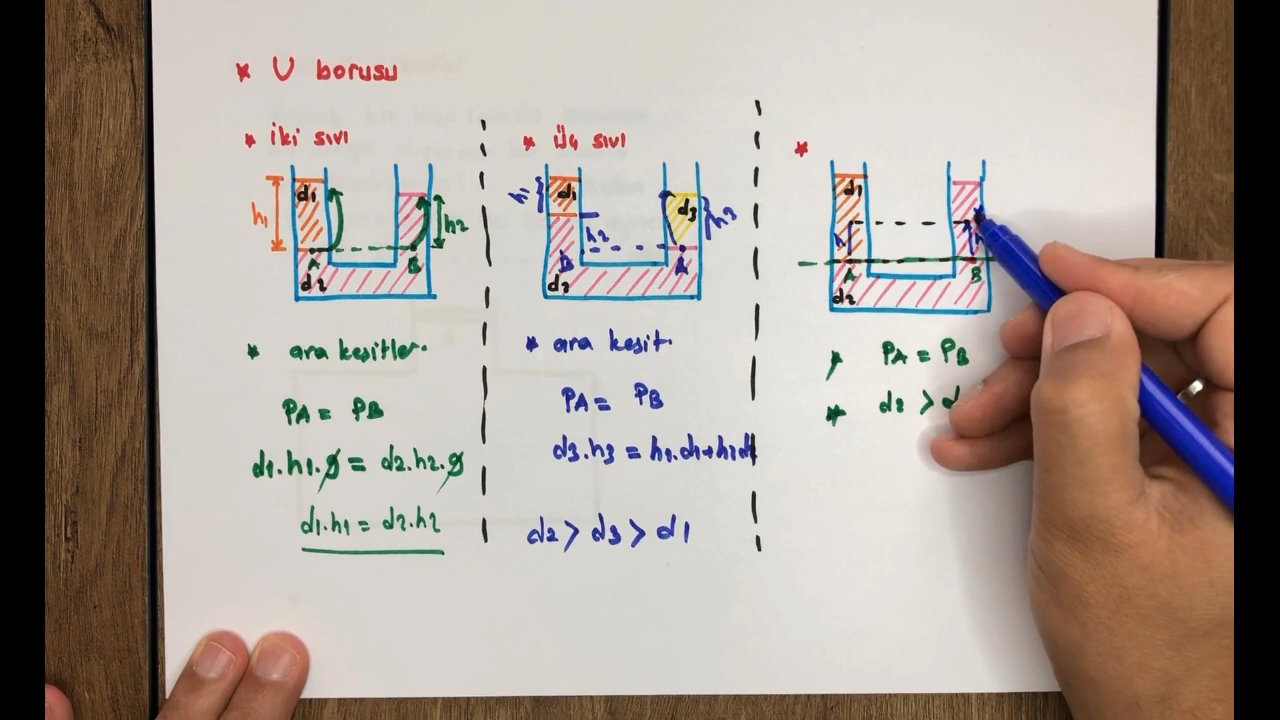 * U borusu
* iki sıvı
h1
d1
h2
A
B
d2
* ara kesitler.
PA = PB
d1.h1.g = d2.h2.g
d1.h1 = d2.h2
* üç sıvı
d1
d3
h2
h3
B
A
d2
* ara kesit.
PA = PB
d3.h3 = h1.d1+h2.d
d2 > d3 > d1
*
d1
h
A
B
d2
* PA = PB
* d2 >